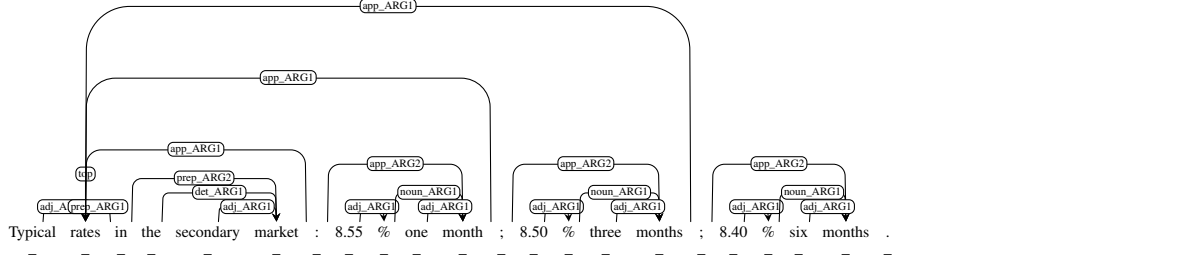 app_ARG1
app_ARG1
app_ARG1 app_ARG2 app_ARG2 app_ARG2
top
prep_ARG2
det_ARG1 noun_ARG1 noun_ARG1 noun_ARG1
adj_A prep_ARG1 adj_ARG1 adj_ARG1 adj_ARG1 adj_ARG1 adj_ARG1 adj_ARG1 adj_ARG1
Typical rates in the secondary market : 8.55 % one month ; 8.50 % three months ; 8.40 % six months .
_ _ _ _ _ _ _ _ _ _ _ _ _ _ _ _ _ _ _ _ _